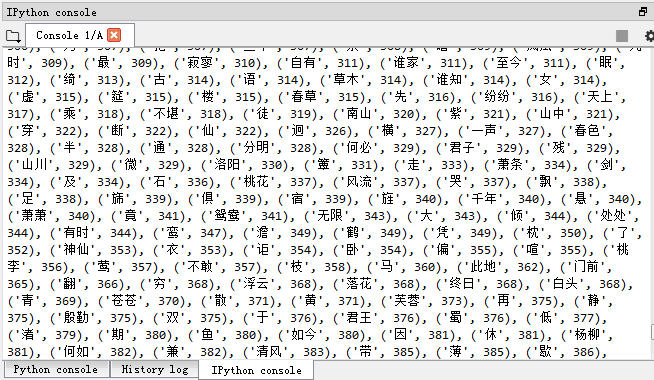 IPython console
Console 1/A
时', 309), ('最', 309), ('寂寥', 310), ('自有', 311), ('谁家', 311), ('至今', 311), ('眠',
312), ('绮', 313), ('古', 314), ('语', 314), ('草木', 314), ('谁知', 314), ('女', 314),
('虚', 315), ('筵', 315), ('楼', 315), ('春草', 315), ('先', 316), ('纷纷', 316), ('天上',
317), ('乘', 318), ('不堪', 318), ('徒', 319), ('南山', 320), ('紫', 321), ('山中', 321),
('穿', 322), ('断', 322), ('仙', 322), ('迥', 326), ('横', 327), ('一声', 327), ('春色',
328), ('半', 328), ('通', 328), ('分明', 328), ('何必', 329), ('君子', 329), ('残', 329),
('山川', 329), ('微', 329), ('洛阳', 330), ('簟', 331), ('走', 333), ('萧条', 334), ('剑',
334), ('及', 334), ('石', 336), ('桃花', 337), ('风流', 337), ('哭', 337), ('飘', 338),
('足', 338), ('旆', 339), ('俱', 339), ('宿', 339), ('旌', 340), ('千年', 340), ('悬', 340),
('萧萧', 340), ('竟', 341), ('鸳鸯', 341), ('无限', 343), ('大', 343), ('倾', 344), ('处处',
344), ('有时', 344), ('蛮', 347), ('澹', 349), ('鹤', 349), ('凭', 349), ('枕', 350), ('了',
352), ('神仙', 353), ('衣', 353), ('讵', 354), ('卧', 354), ('偏', 355), ('喧', 355), ('桃
李', 356), ('莺', 357), ('不敢', 357), ('枝', 358), ('马', 360), ('此地', 362), ('门前',
365), ('翻', 366), ('穷', 368), ('浮云', 368), ('落花', 368), ('终日', 368), ('白头', 368),
('青', 369), ('苍苍', 370), ('散', 371), ('黄', 371), ('芙蓉', 373), ('再', 375), ('静',
375), ('殷勤', 375), ('双', 375), ('于', 376), ('君王', 376), ('蜀', 376), ('低', 377),
('渚', 379), ('期', 380), ('鱼', 380), ('如今', 380), ('因', 381), ('休', 381), ('杨柳',
381), ('何如', 382), ('兼', 382), ('清风', 383), ('带', 385), ('薄', 385), ('歇', 386),
Python console
History log
IPython console